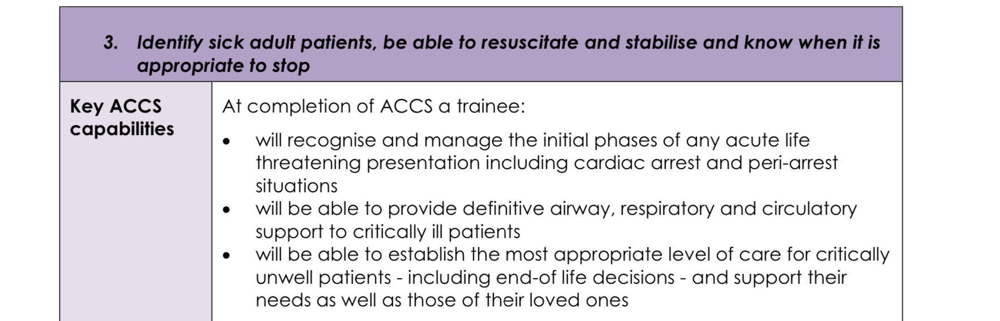 3. Identify sick adult patients, be able to resuscitate and stabilise and know when it is
appropriate to stop
Key ACCS
capabilities
At completion of ACCS a trainee:
• will recognise and manage the initial phases of any acute life
threatening presentation including cardiac arrest and peri-arrest
situations
• will be able to provide definitive airway, respiratory and circulatory
support to critically ill patients
• will be able to establish the most appropriate level of care for critically
unwell patients - including end-of life decisions - and support their
needs as well as those of their loved ones